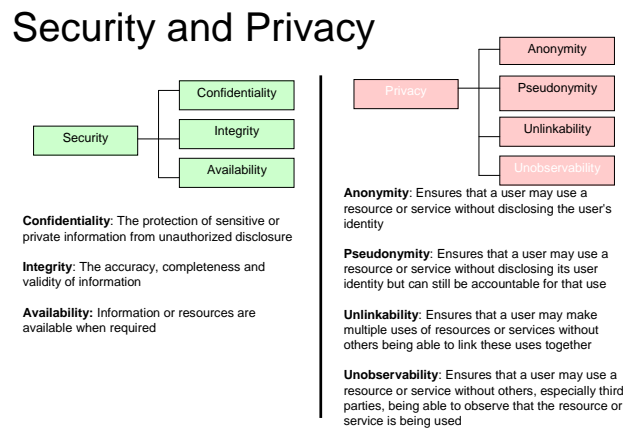 Security and Privacy
Security
Confidentiality
Integrity
Availability
Confidentiality: The protection of sensitive or
private information from unauthorized disclosure
Integrity: The accuracy, completeness and
validity of information
Availability: Information or resources are
available when required
Privacy
Anonymity
Pseudonymity
Unlinkability
Unobservability
Anonymity: Ensures that a user may use a
resource or service without disclosing the user's
identity
Pseudonymity: Ensures that a user may use a
resource or service without disclosing its user
identity but can still be accountable for that use
Unlinkability: Ensures that a user may make
multiple uses of resources or services without
others being able to link these uses together
Unobservability: Ensures that a user may use a
resource or service without others, especially third
parties, being able to observe that the resource or
service is being used